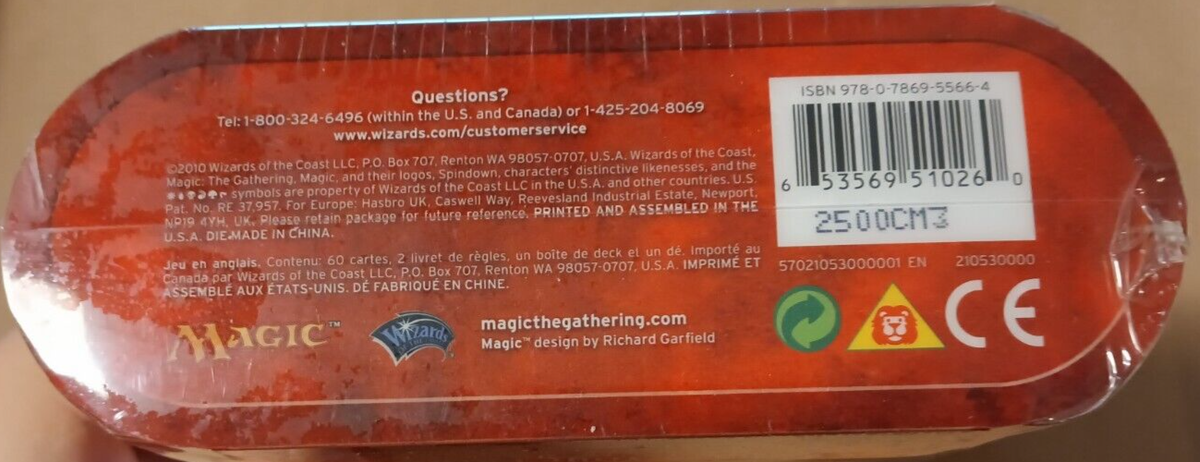 Questions?
Tel: 1-800-324-6496 (within the U.S. and Canada) or 1-425-204-8069
www.wizards.com/customerservice
©2010 Wizards of the Coast LLC, P.O. Box 707, Renton WA 98057-0707, U.S.A. Wizards of the Coast,
Magic: The Gathering, Magic, and their logos, Spindown, characters' distinctive likenesses, and the
symbols are property of Wizards of the Coast LLC in the U.S.A. and other countries. U.S.
Pat. No. RE 37,957. For Europe: Hasbro UK, Caswell Way, Reevesland Industrial Estate, Newport,
NP19 4YH, UK. Please retain package for future reference. PRINTED AND ASSEMBLED IN THE
U.S.A. DIE MADE IN CHINA.
Jeu en anglais. Contenu: 60 cartes, 2 livret de règles, un boîte de deck et un dé. Importé au
Canada par Wizards of the Coast LLC, P.O. Box 707, Renton WA 98057-0707, U.S.A. IMPRIMÉ ET
ASSEMBLÉ AUX ÉTATS-UNIS. DÉ FABRIQUÉ EN CHINE.
MAGIC™
Wizards
magicthegathering.com
Magic™ design by Richard Garfield
ISBN 978-0-7869-5566-4
6 53569 51026 0
2500CM3
57021053000001 EN 210530000
CE